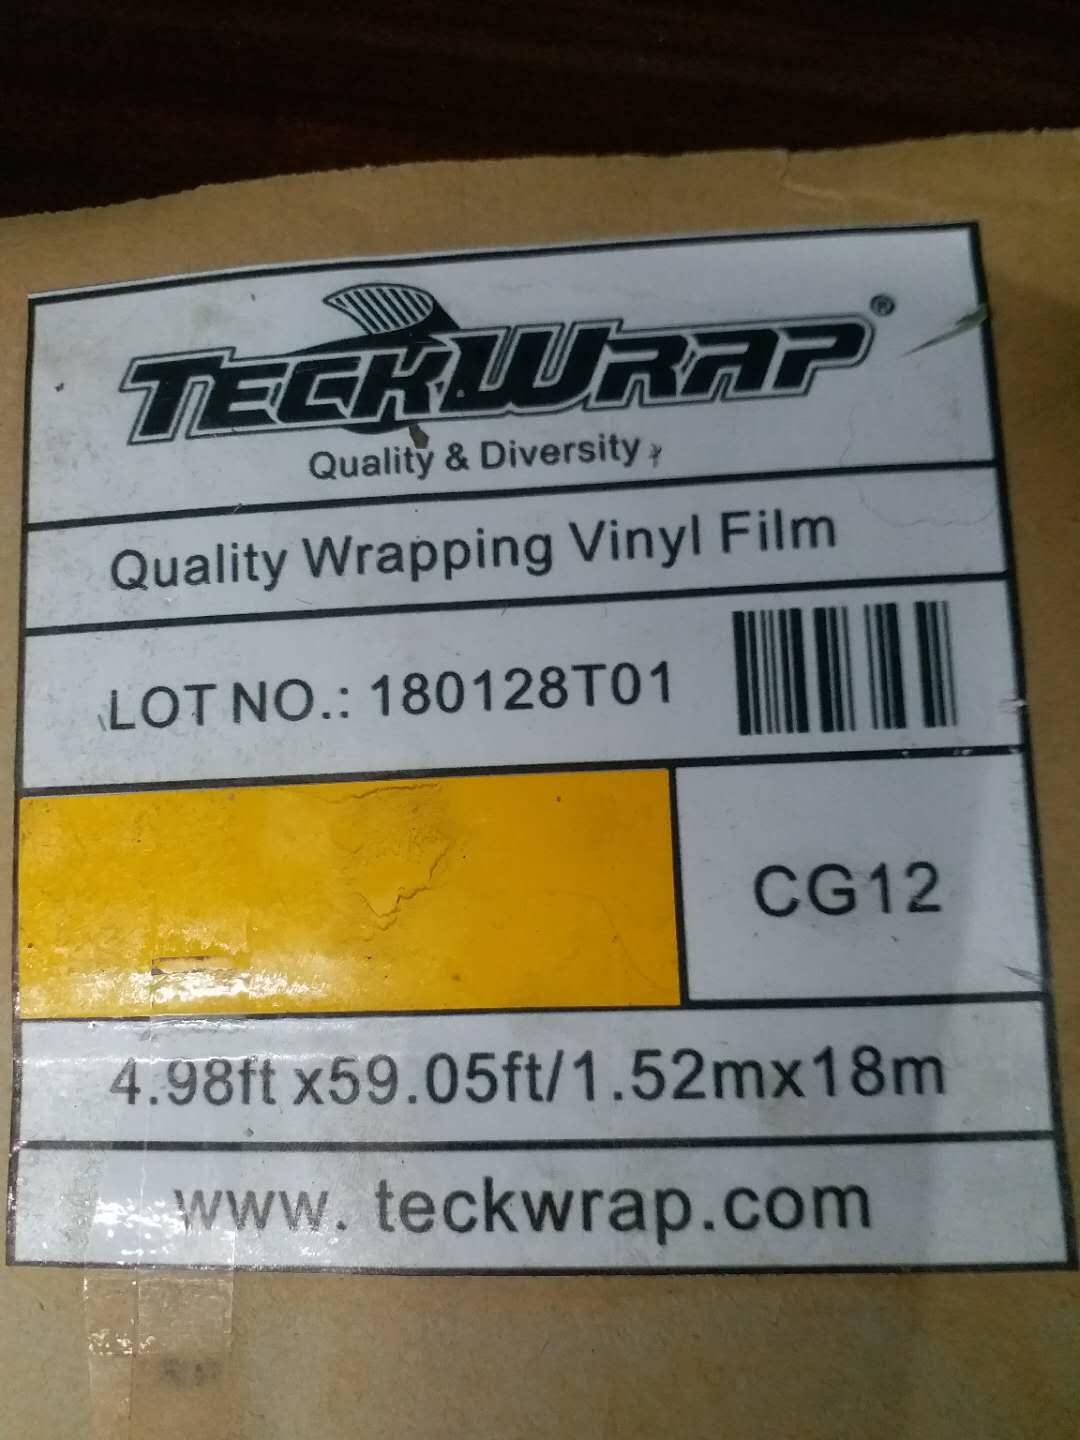 TECKWRAP®
Quality & Diversity
Quality Wrapping Vinyl Film
LOT NO.: 180128T01
CG12
4.98ft x59.05ft/1.52mx18m
www. teckwrap.com